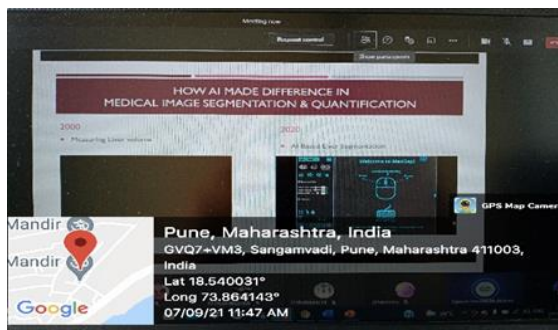 Meeting now
Request control
Show participants
HOW AI MADE DIFFERENCE IN
MEDICAL IMAGE SEGMENTATION & QUANTIFICATION
2000
• Measuring Liver volume
2020
• AI Based Liver Segmentation
GPS Map Camera
Mandir
Mandir
Google
Pune, Maharashtra, India
GVQ7+VM3, Sangamvadi, Pune, Maharashtra 411003,
India
Lat 18.540031°
Long 73.864143°
07/09/21 11:47 AM